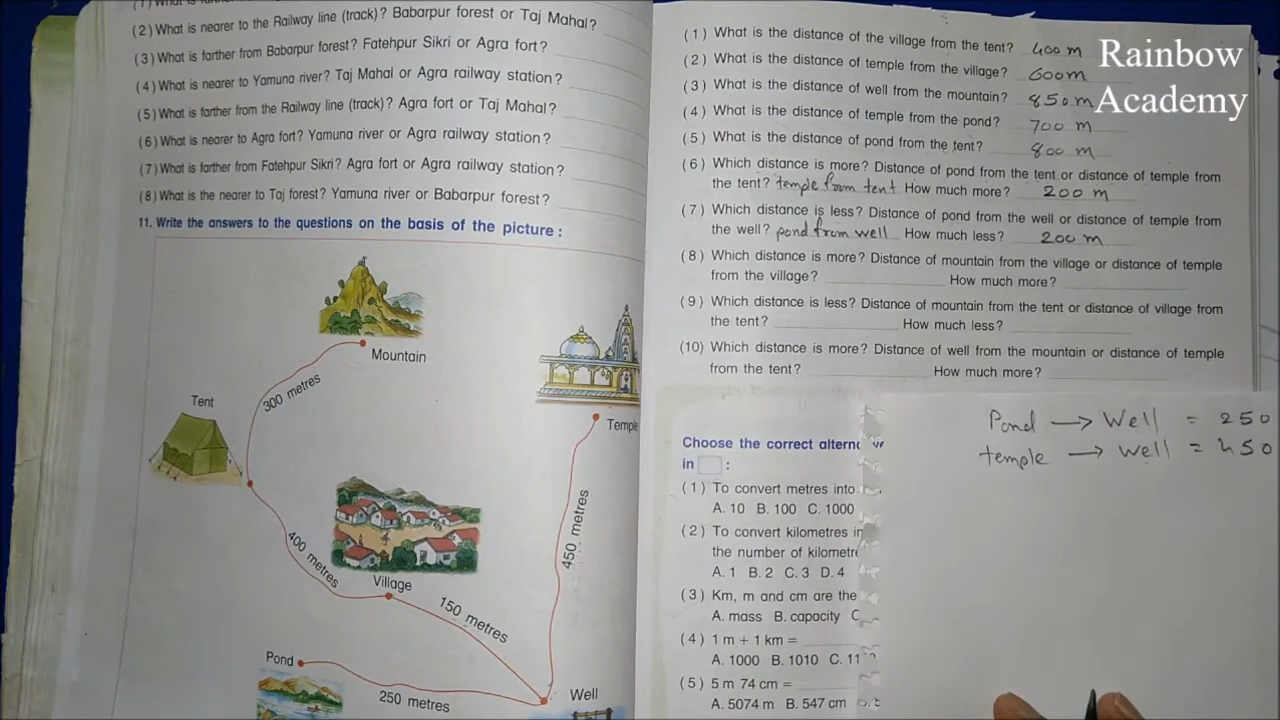 (2) What is nearer to the Railway line (track)? Babarpur forest or Taj Mahal?
(3) What is farther from Babarpur forest? Fatehpur Sikri or Agra fort?
(4) What is nearer to Yamuna river? Taj Mahal or Agra railway station?
(5) What is farther from the Railway line (track)? Agra fort or Taj Mahal?
(6) What is nearer to Agra fort? Yamuna river or Agra railway station?
(7) What is farther from Fatehpur Sikri? Agra fort or Agra railway station?
(8) What is the nearer to Taj forest? Yamuna river or Babarpur forest?
11. Write the answers to the questions on the basis of the picture :
Mountain
300 metres
Tent
Temple
400 metres
Village
150 metres
450 metres
Pond
250 metres
Well
(1) What is the distance of the village from the tent? 400 m
(2) What is the distance of temple from the village? 600m
(3) What is the distance of well from the mountain? 850 m
(4) What is the distance of temple from the pond? 700 m
(5) What is the distance of pond from the tent? 800 m
(6) Which distance is more? Distance of pond from the tent or distance of temple from
the tent? temple from tent How much more? 200 m
(7) Which distance is less? Distance of pond from the well or distance of temple from
the well? pond from well How much less? 200 m
(8) Which distance is more? Distance of mountain from the village or distance of temple
from the village? How much more?
(9) Which distance is less? Distance of mountain from the tent or distance of village from
the tent? How much less?
(10) Which distance is more? Distance of well from the mountain or distance of temple
from the tent? How much more?
Rainbow
Academy
Choose the correct
in :
(1) To convert metres into
A. 10 B. 100 C. 1000
(2) To convert kilometres
the number of
A. 1 B. 2 C. 3 D. 4
(3) Km, m and cm are the
A. mass B. capacity
(4) 1 m + 1 km =
A. 1000 B. 1010 C. 11
(5) 5 m 74 cm =
A. 5074 m B. 547 cm
Pond → Well = 250
temple → Well = 450